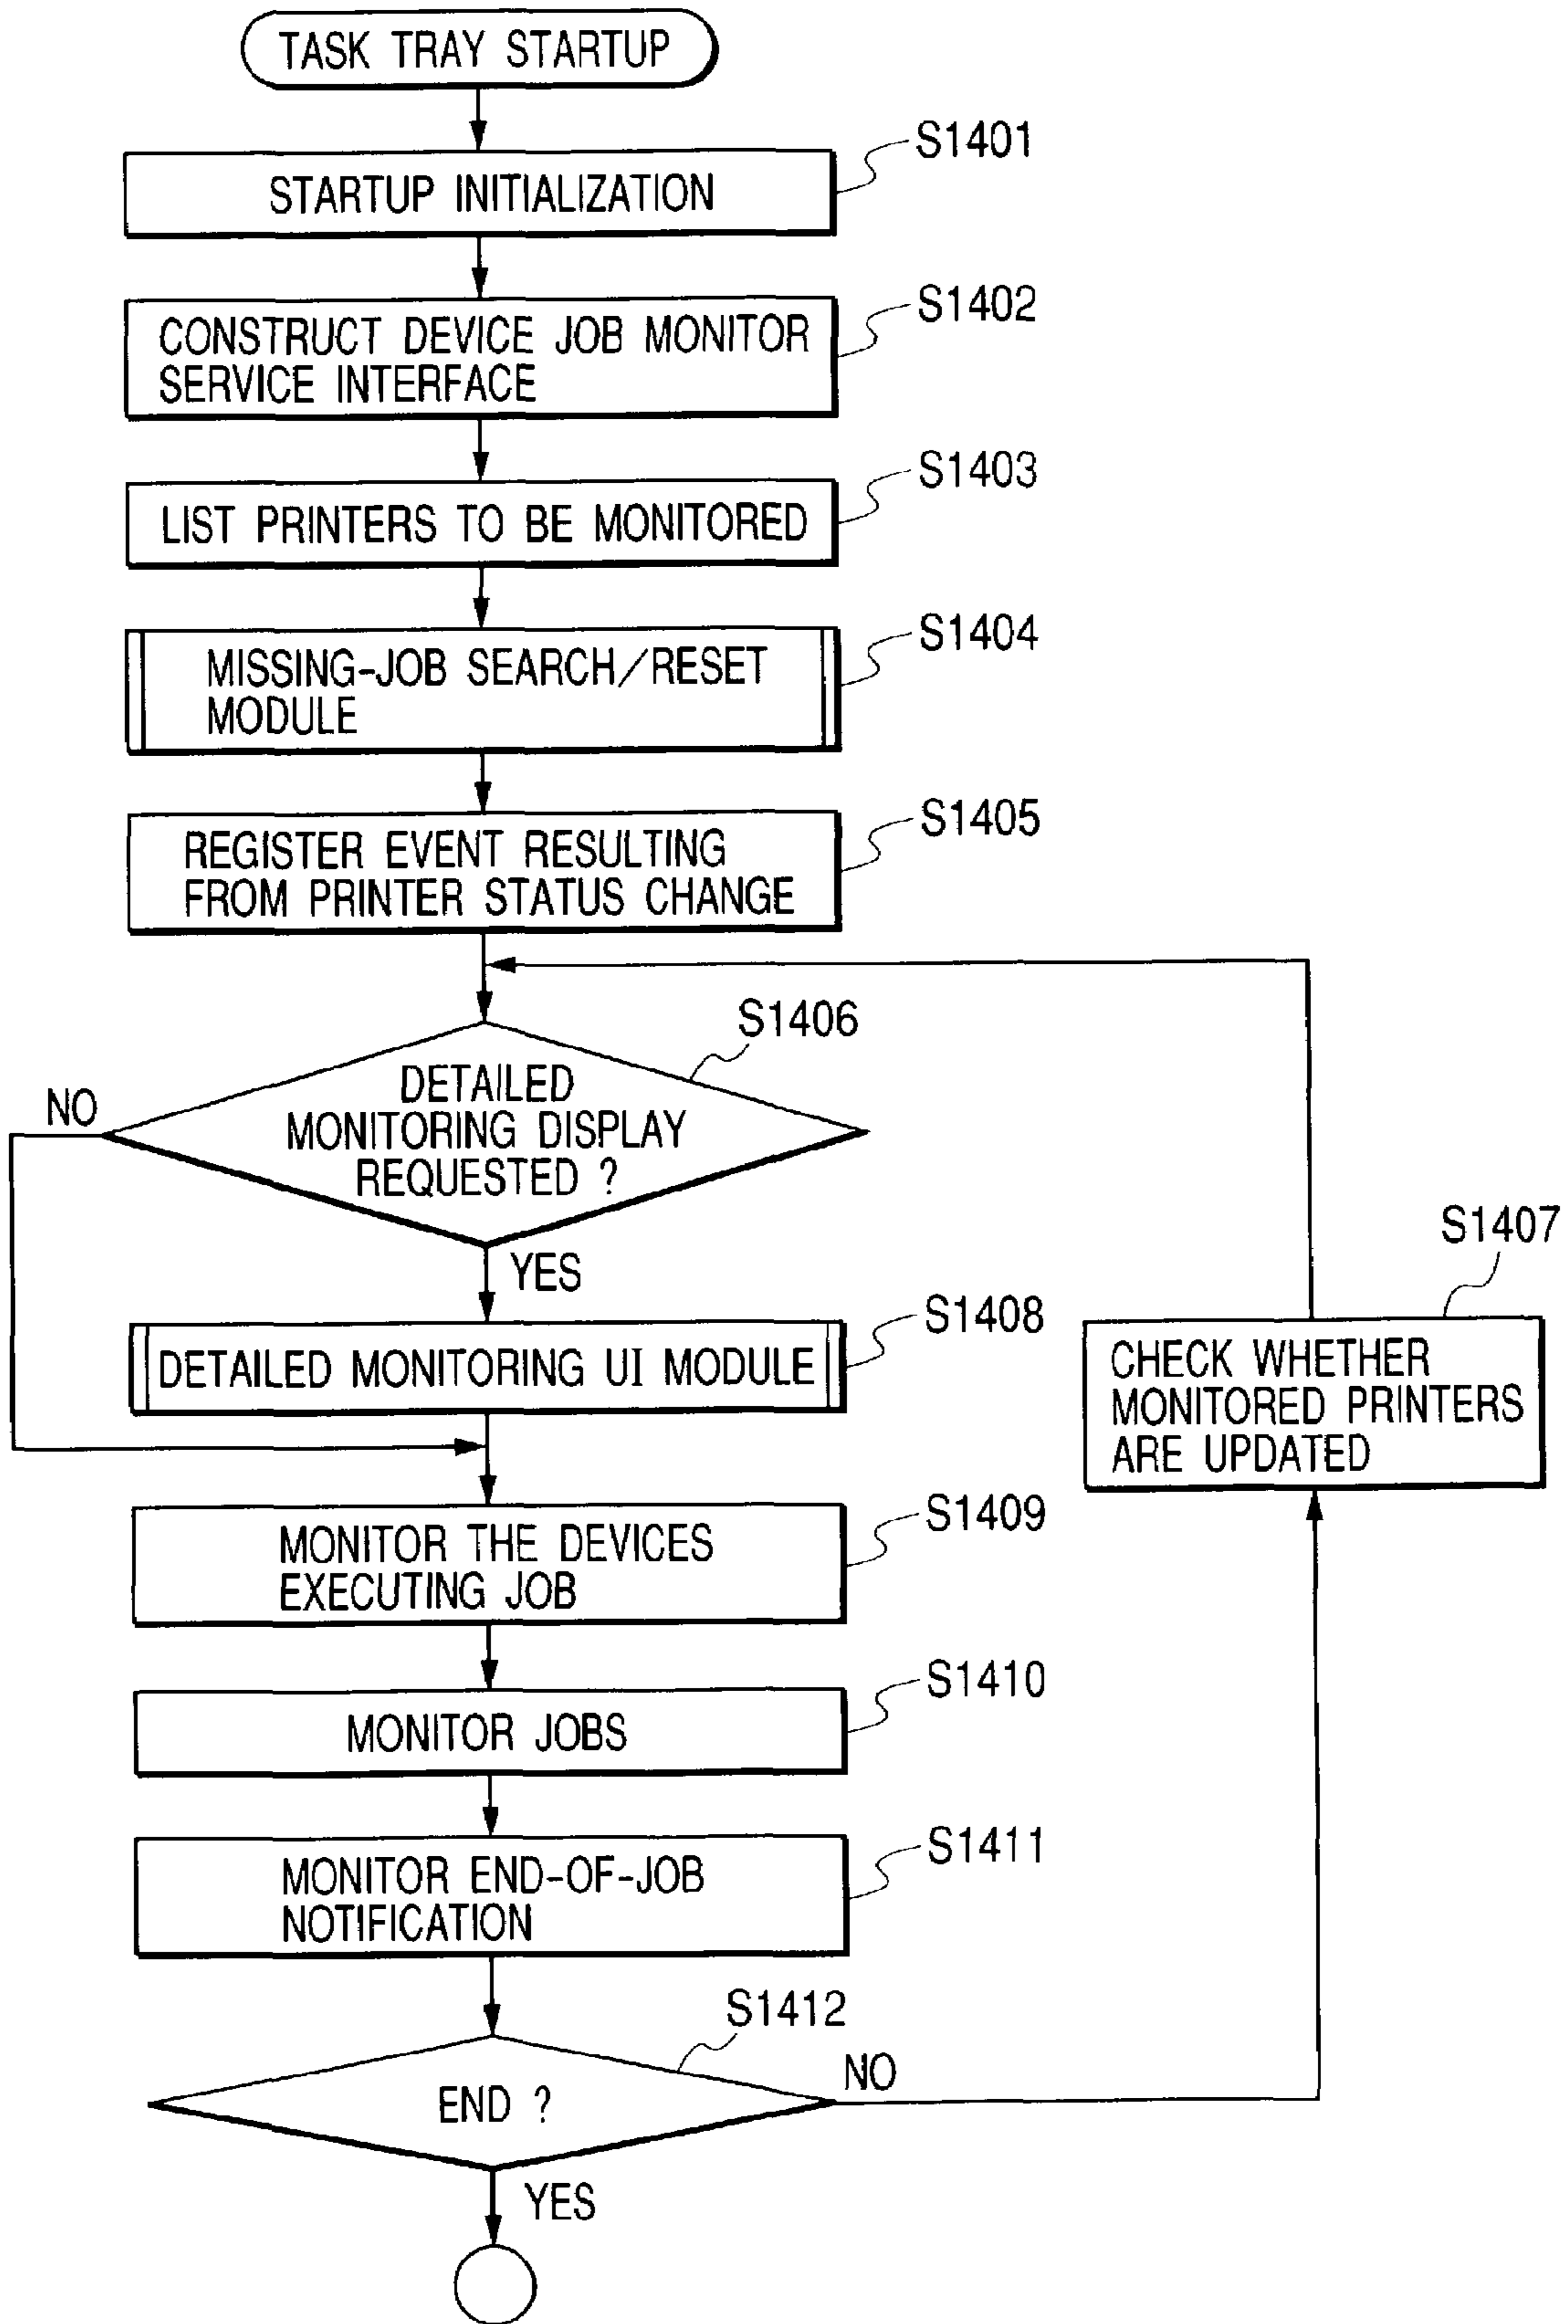 TASK TRAY STARTUP
S1401
STARTUP INITIALIZATION
S1402
CONSTRUCT DEVICE JOB MONITOR
SERVICE INTERFACE
S1403
LIST PRINTERS TO BE MONITORED
S1404
MISSING-JOB SEARCH/RESET
MODULE
S1405
REGISTER EVENT RESULTING
FROM PRINTER STATUS CHANGE
S1406
DETAILED
MONITORING DISPLAY
REQUESTED ?
NO
YES
S1407
CHECK WHETHER
MONITORED PRINTERS
ARE UPDATED
S1408
DETAILED MONITORING UI MODULE
S1409
MONITOR THE DEVICES
EXECUTING JOB
S1410
MONITOR JOBS
S1411
MONITOR END-OF-JOB
NOTIFICATION
S1412
END ?
NO
YES